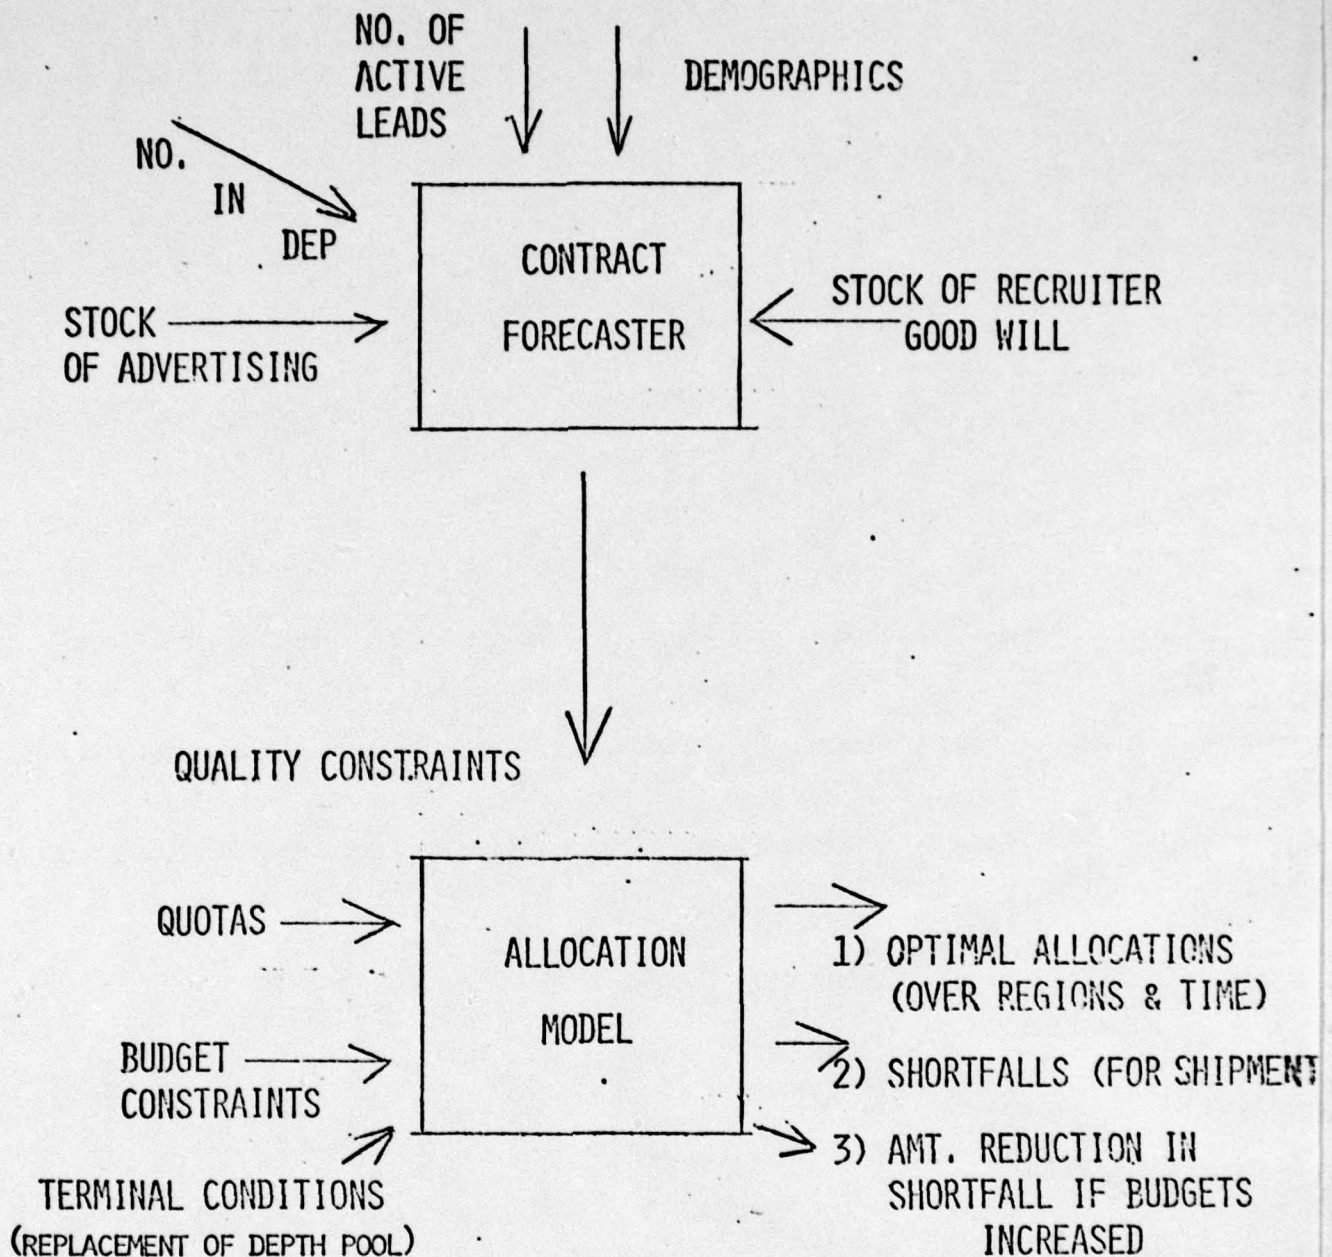 NO. OF
ACTIVE
LEADS
DEMOGRAPHICS
NO.
IN
DEP
CONTRACT
FORECASTER
STOCK
OF ADVERTISING
STOCK OF RECRUITER
GOOD WILL
QUALITY CONSTRAINTS
QUOTAS
BUDGET
CONSTRAINTS
TERMINAL CONDITIONS
(REPLACEMENT OF DEPTH POOL)
ALLOCATION
MODEL
1) OPTIMAL ALLOCATIONS
(OVER REGIONS & TIME)
2) SHORTFALLS (FOR SHIPMENT
3) AMT. REDUCTION IN
SHORTFALL IF BUDGETS
INCREASED